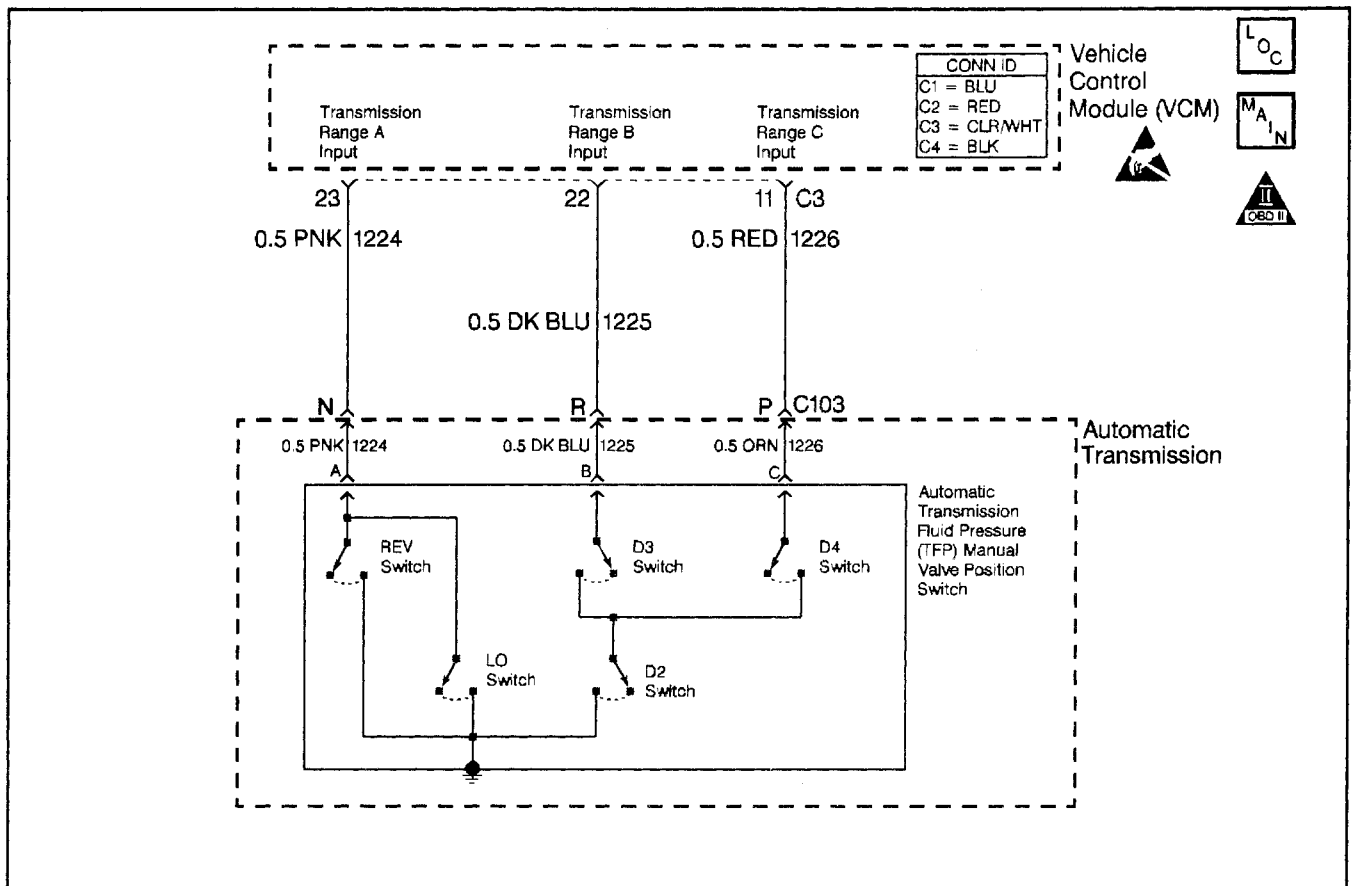 Vehicle
Control
Module (VCM)
LOC
MAIN
II
OBD II
CONN ID
C1 = BLU
C2 = RED
C3 = CLR/WHT
C4 = BLK
Transmission
Range A
Input
Transmission
Range B
Input
Transmission
Range C
Input
23
22
11 C3
0.5 PNK 1224
0.5 RED 1226
0.5 DK BLU 1225
N
R
P C103
Automatic
Transmission
0.5 PNK 1224
0.5 DK BLU 1225
0.5 ORN 1226
A
B
C
Automatic
Transmission
Fluid Pressure
(TFP) Manual
Valve Position
Switch
REV
Switch
D3
Switch
D4
Switch
LO
Switch
D2
Switch